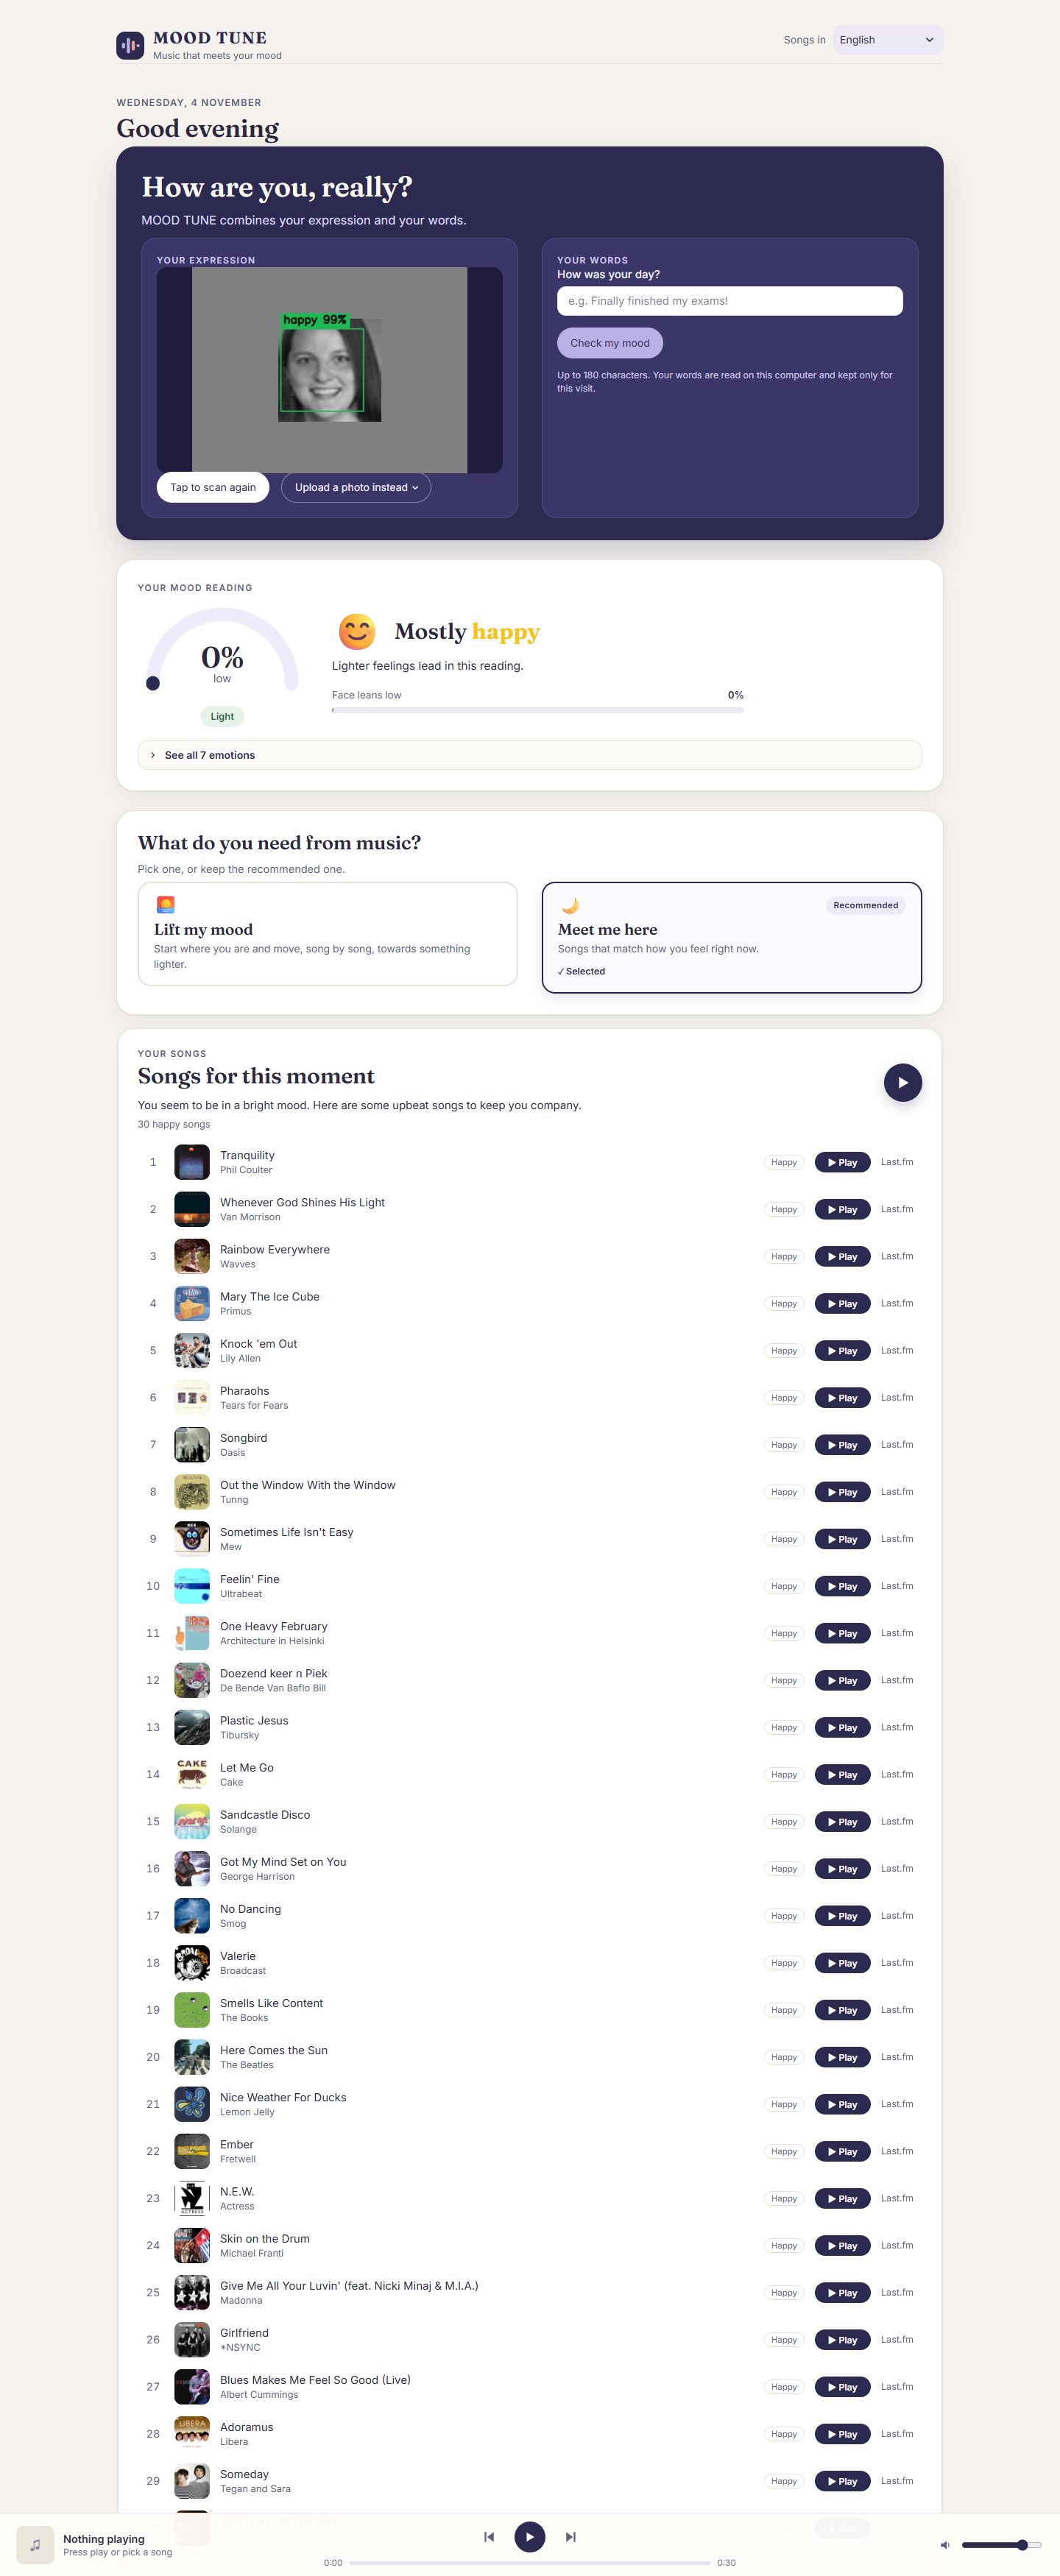 MOOD TUNE
Music that meets your mood
Songs in
English
WEDNESDAY, 4 NOVEMBER
Good evening
How are you, really?
MOOD TUNE combines your expression and your words.
YOUR EXPRESSION
happy 99%
Tap to scan again
Upload a photo instead
YOUR WORDS
How was your day?
e.g. Finally finished my exams!
Check my mood
Up to 180 characters. Your words are read on this computer and kept only for
this visit.
YOUR MOOD READING
0%
low
Light
Mostly happy
Lighter feelings lead in this reading.
Face leans low 0%
See all 7 emotions
What do you need from music?
Pick one, or keep the recommended one.
Lift my mood
Start where you are and move, song by song, towards something
lighter.
Recommended
Meet me here
Songs that match how you feel right now.
✓ Selected
YOUR SONGS
Songs for this moment
You seem to be in a bright mood. Here are some upbeat songs to keep you company.
30 happy songs
1 Tranquility Happy Play Last.fm
Phil Coulter
2 Whenever God Shines His Light Happy Play Last.fm
Van Morrison
3 Rainbow Everywhere Happy Play Last.fm
Wavves
4 Mary The Ice Cube Happy Play Last.fm
Primus
5 Knock 'em Out Happy Play Last.fm
Lily Allen
6 Pharaohs Happy Play Last.fm
Tears for Fears
7 Songbird Happy Play Last.fm
Oasis
8 Out the Window With the Window Happy Play Last.fm
Tunng
9 Sometimes Life Isn't Easy Happy Play Last.fm
Mew
10 Feelin' Fine Happy Play Last.fm
Ultrabeat
11 One Heavy February Happy Play Last.fm
Architecture in Helsinki
12 Doezend keer n Piek Happy Play Last.fm
De Bende Van Baflo Bill
13 Plastic Jesus Happy Play Last.fm
Tibursky
14 Let Me Go Happy Play Last.fm
Cake
15 Sandcastle Disco Happy Play Last.fm
Solange
16 Got My Mind Set on You Happy Play Last.fm
George Harrison
17 No Dancing Happy Play Last.fm
Smog
18 Valerie Happy Play Last.fm
Broadcast
19 Smells Like Content Happy Play Last.fm
The Books
20 Here Comes the Sun Happy Play Last.fm
The Beatles
21 Nice Weather For Ducks Happy Play Last.fm
Lemon Jelly
22 Ember Happy Play Last.fm
Fretwell
23 N.E.W. Happy Play Last.fm
Actress
24 Skin on the Drum Happy Play Last.fm
Michael Franti
25 Give Me All Your Luvin' (feat. Nicki Minaj & M.I.A.) Happy Play Last.fm
Madonna
26 Girlfriend Happy Play Last.fm
*NSYNC
27 Blues Makes Me Feel So Good (Live) Happy Play Last.fm
Albert Cummings
28 Adoramus Happy Play Last.fm
Libera
29 Someday Happy Play Last.fm
Tegan and Sara
Nothing playing
Press play or pick a song
0:00
0:30